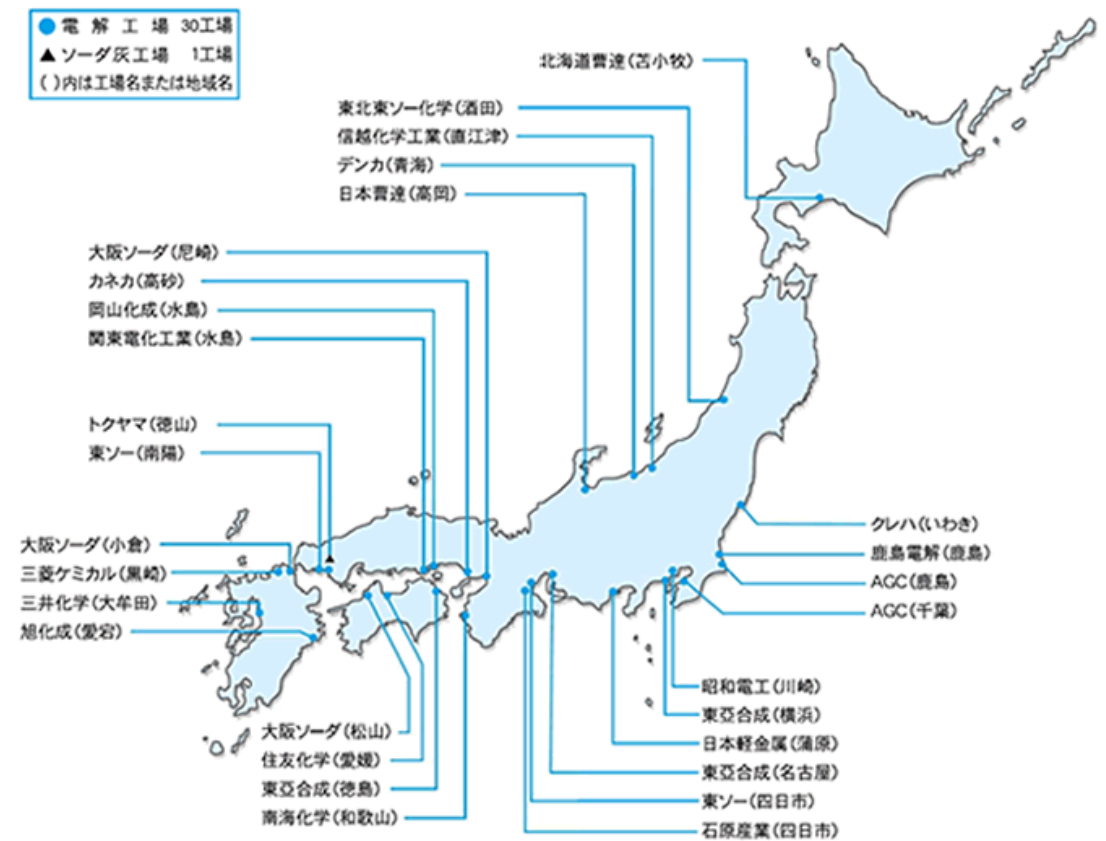 ● 電解工場 30工場
▲ ソーダ灰工場 1工場
( )内は工場名または地域名
北海道曹達(苫小牧)
東北東ソー化学(酒田)
信越化学工業(直江津)
デンカ(青海)
日本曹達(高岡)
大阪ソーダ(尼崎)
カネカ(高砂)
岡山化成(水島)
関東電化工業(水島)
トクヤマ(徳山)
東ソー(南陽)
大阪ソーダ(小倉)
三菱ケミカル(黒崎)
三井化学(大牟田)
旭化成(愛宕)
クレハ(いわき)
鹿島電解(鹿島)
AGC(鹿島)
AGC(千葉)
大阪ソーダ(松山)
住友化学(愛媛)
東亞合成(徳島)
南海化学(和歌山)
昭和電工(川崎)
東亞合成(横浜)
日本軽金属(蒲原)
東亞合成(名古屋)
東ソー(四日市)
石原産業(四日市)